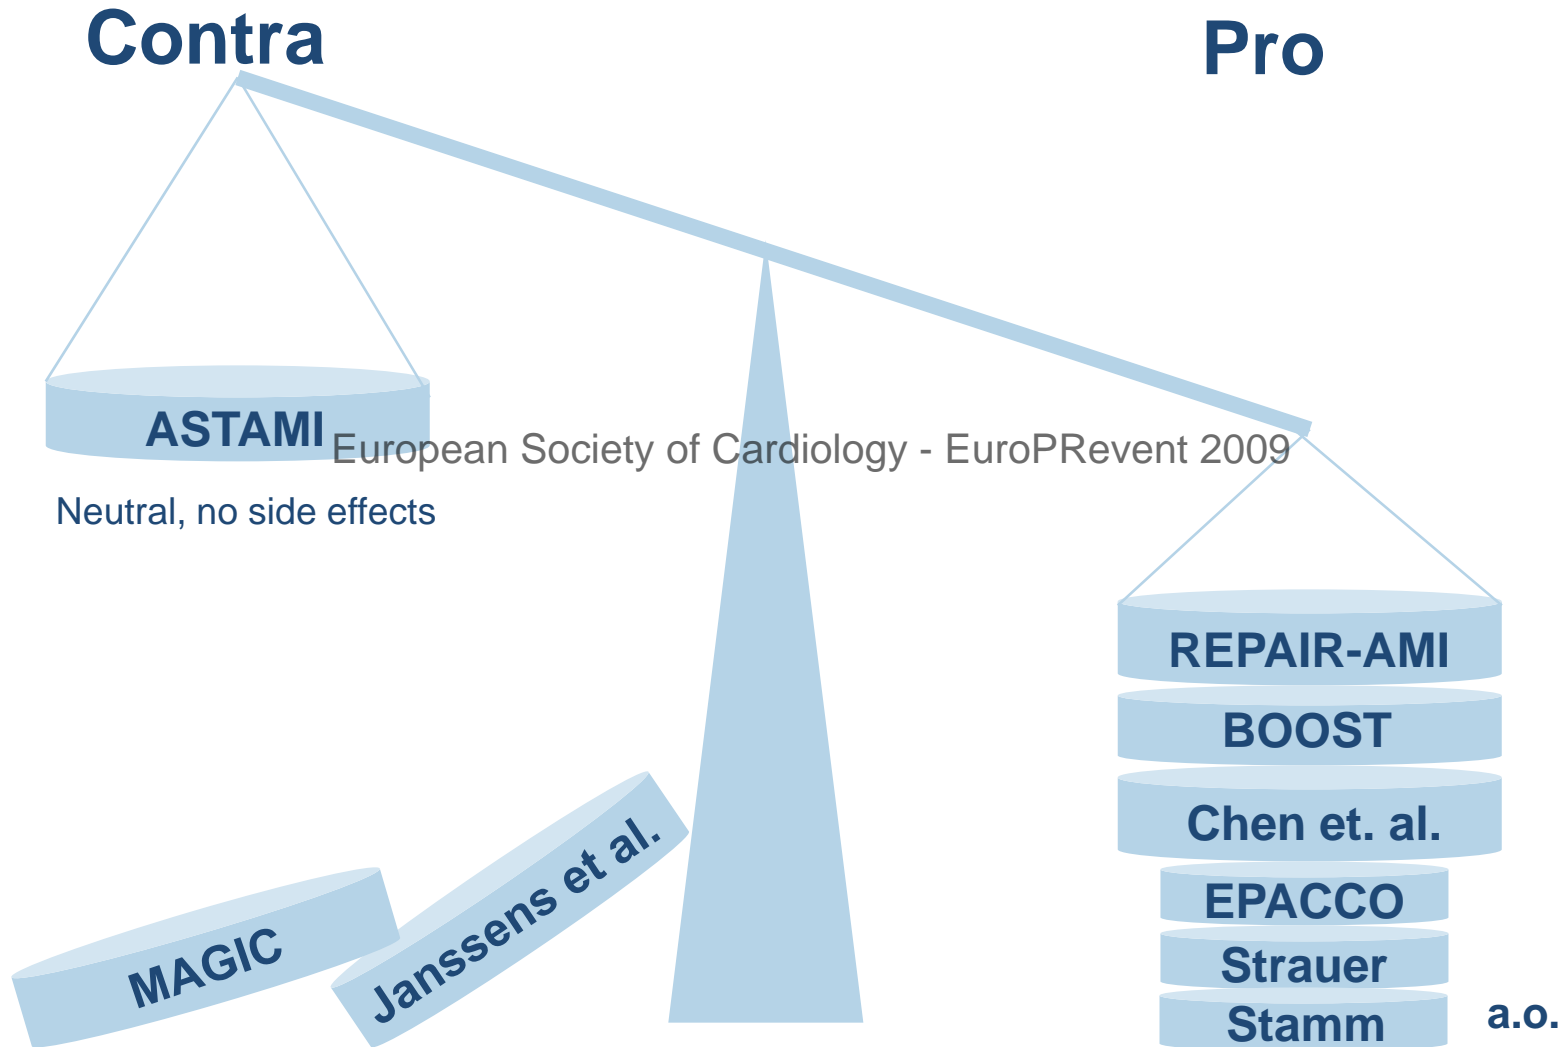 Contra
Pro
ASTAMI
European Society of Cardiology - EuroPRevent 2009
Neutral, no side effects
REPAIR-AMI
BOOST
Chen et. al.
EPACCO
Strauer
Stamm
a.o.
MAGIC
Janssens et al.